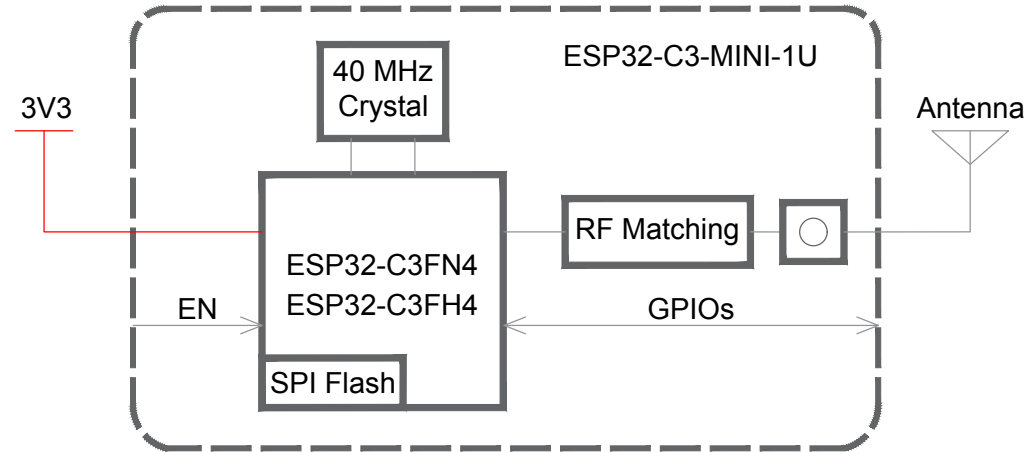 ESP32-C3-MINI-1U
40 MHz
Crystal
3V3
Antenna
RF Matching
ESP32-C3FN4
ESP32-C3FH4
EN
GPIOs
SPI Flash